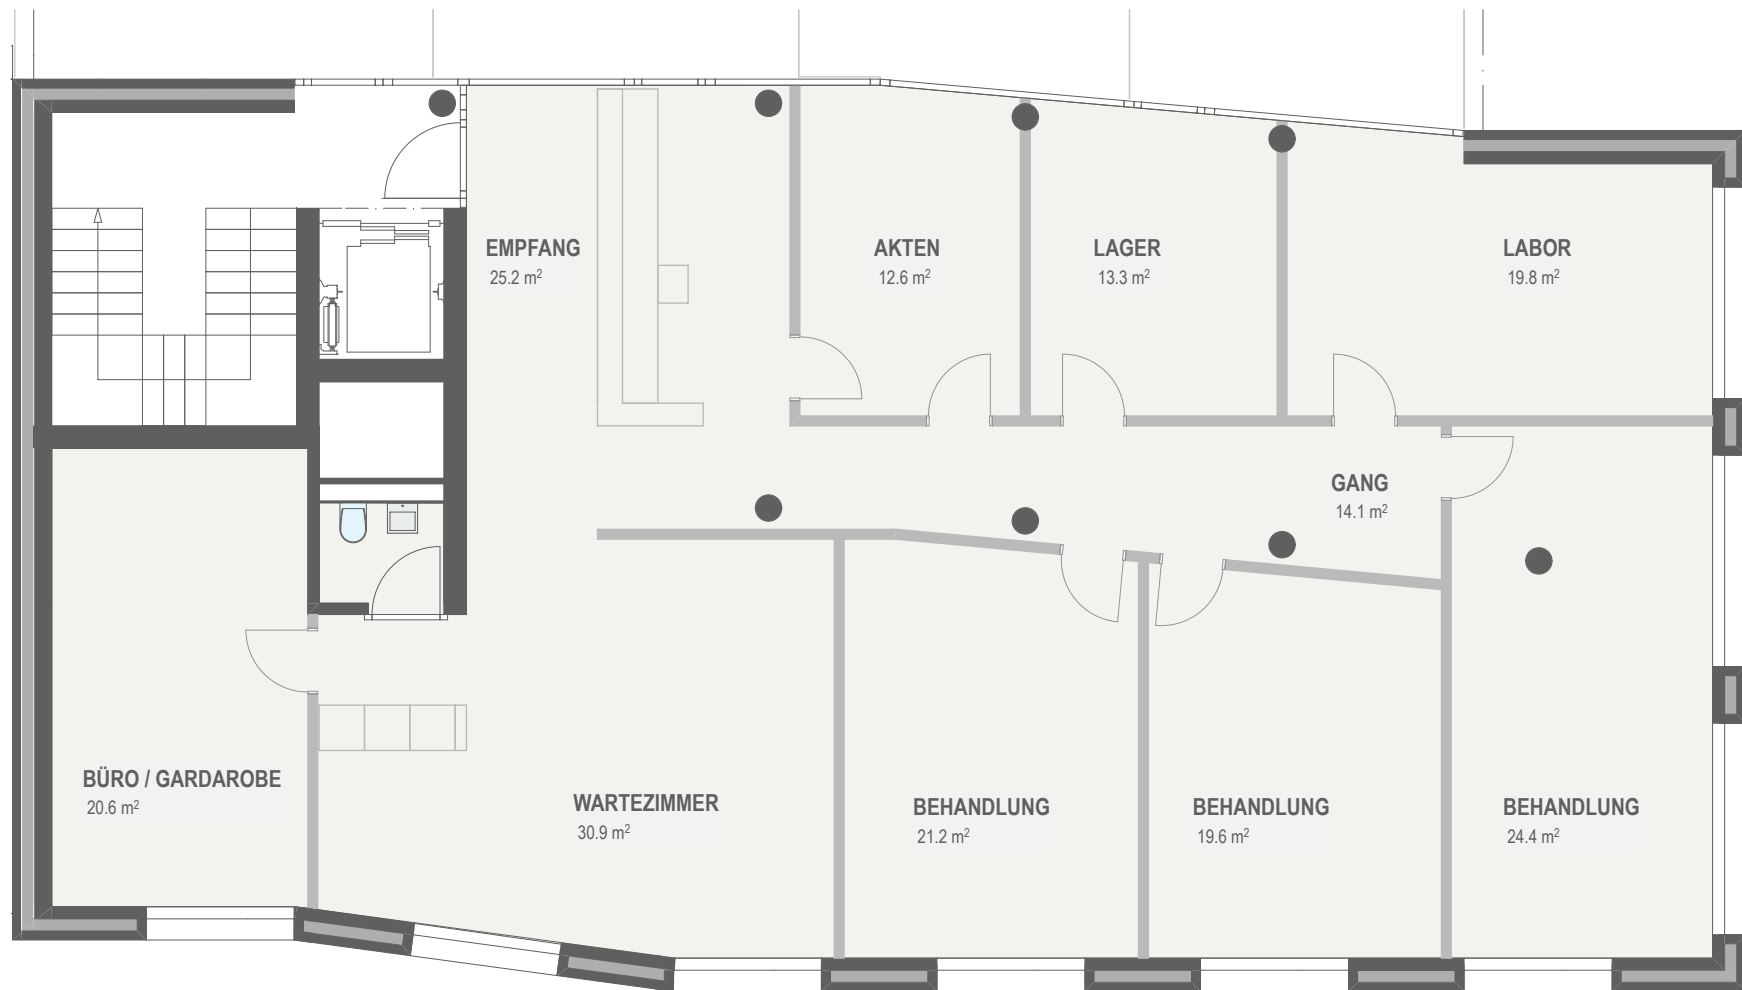 EMPFANG
25.2 m²
AKTEN
12.6 m²
LAGER
13.3 m²
LABOR
19.8 m²
GANG
14.1 m²
BÜRO / GARDAROBE
20.6 m²
WARTEZIMMER
30.9 m²
BEHANDLUNG
21.2 m²
BEHANDLUNG
19.6 m²
BEHANDLUNG
24.4 m²